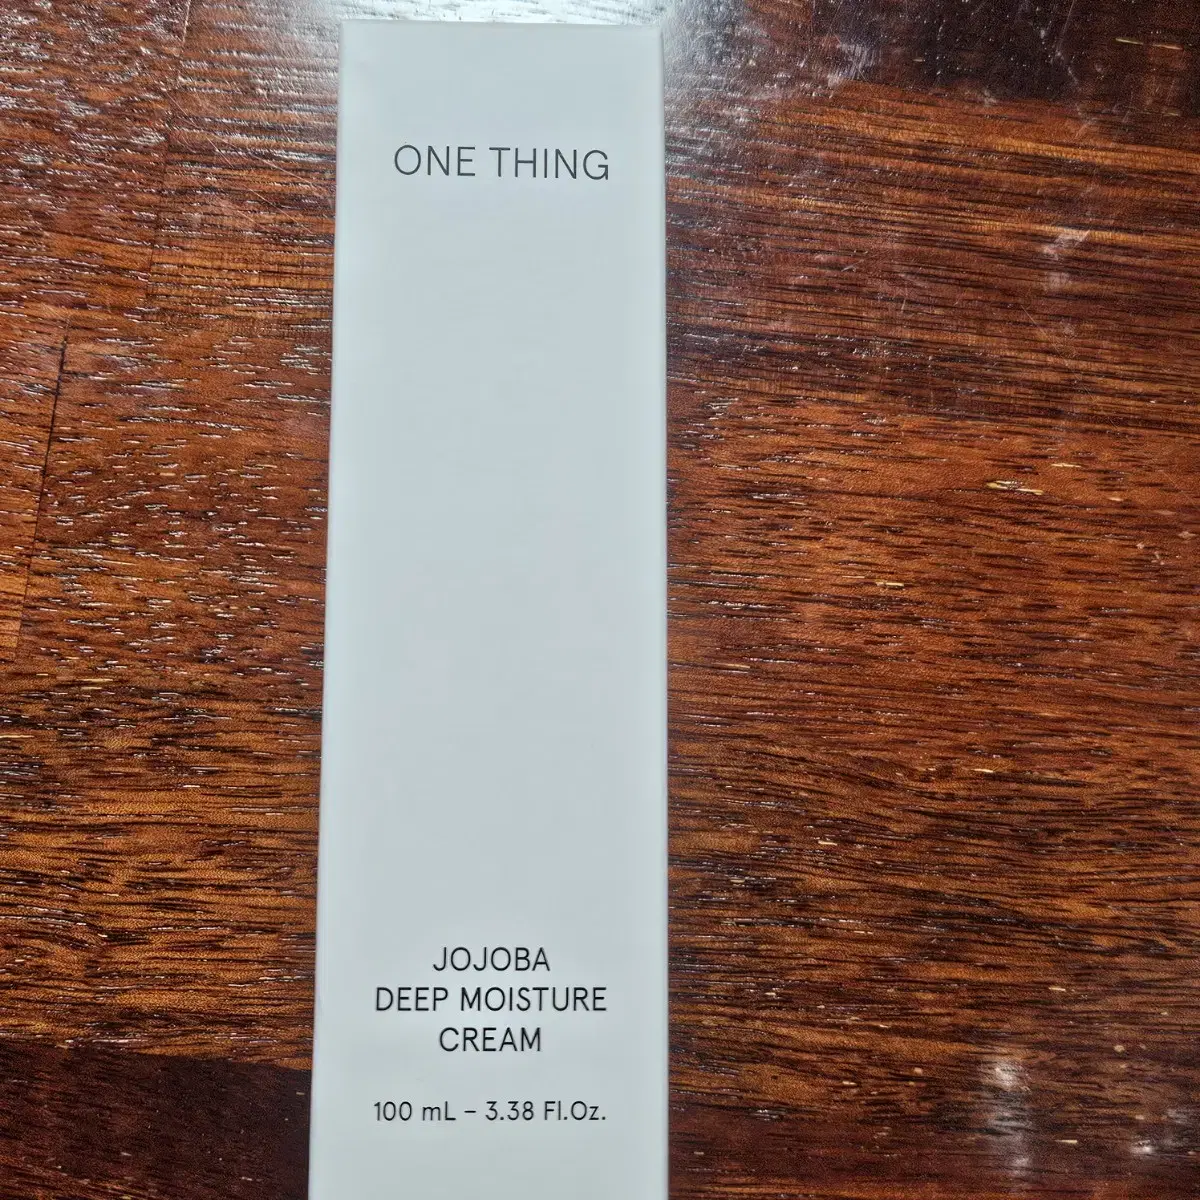 ONE THING
JOJOBA
DEEP MOISTURE
CREAM
100 mL – 3.38 Fl.Oz.